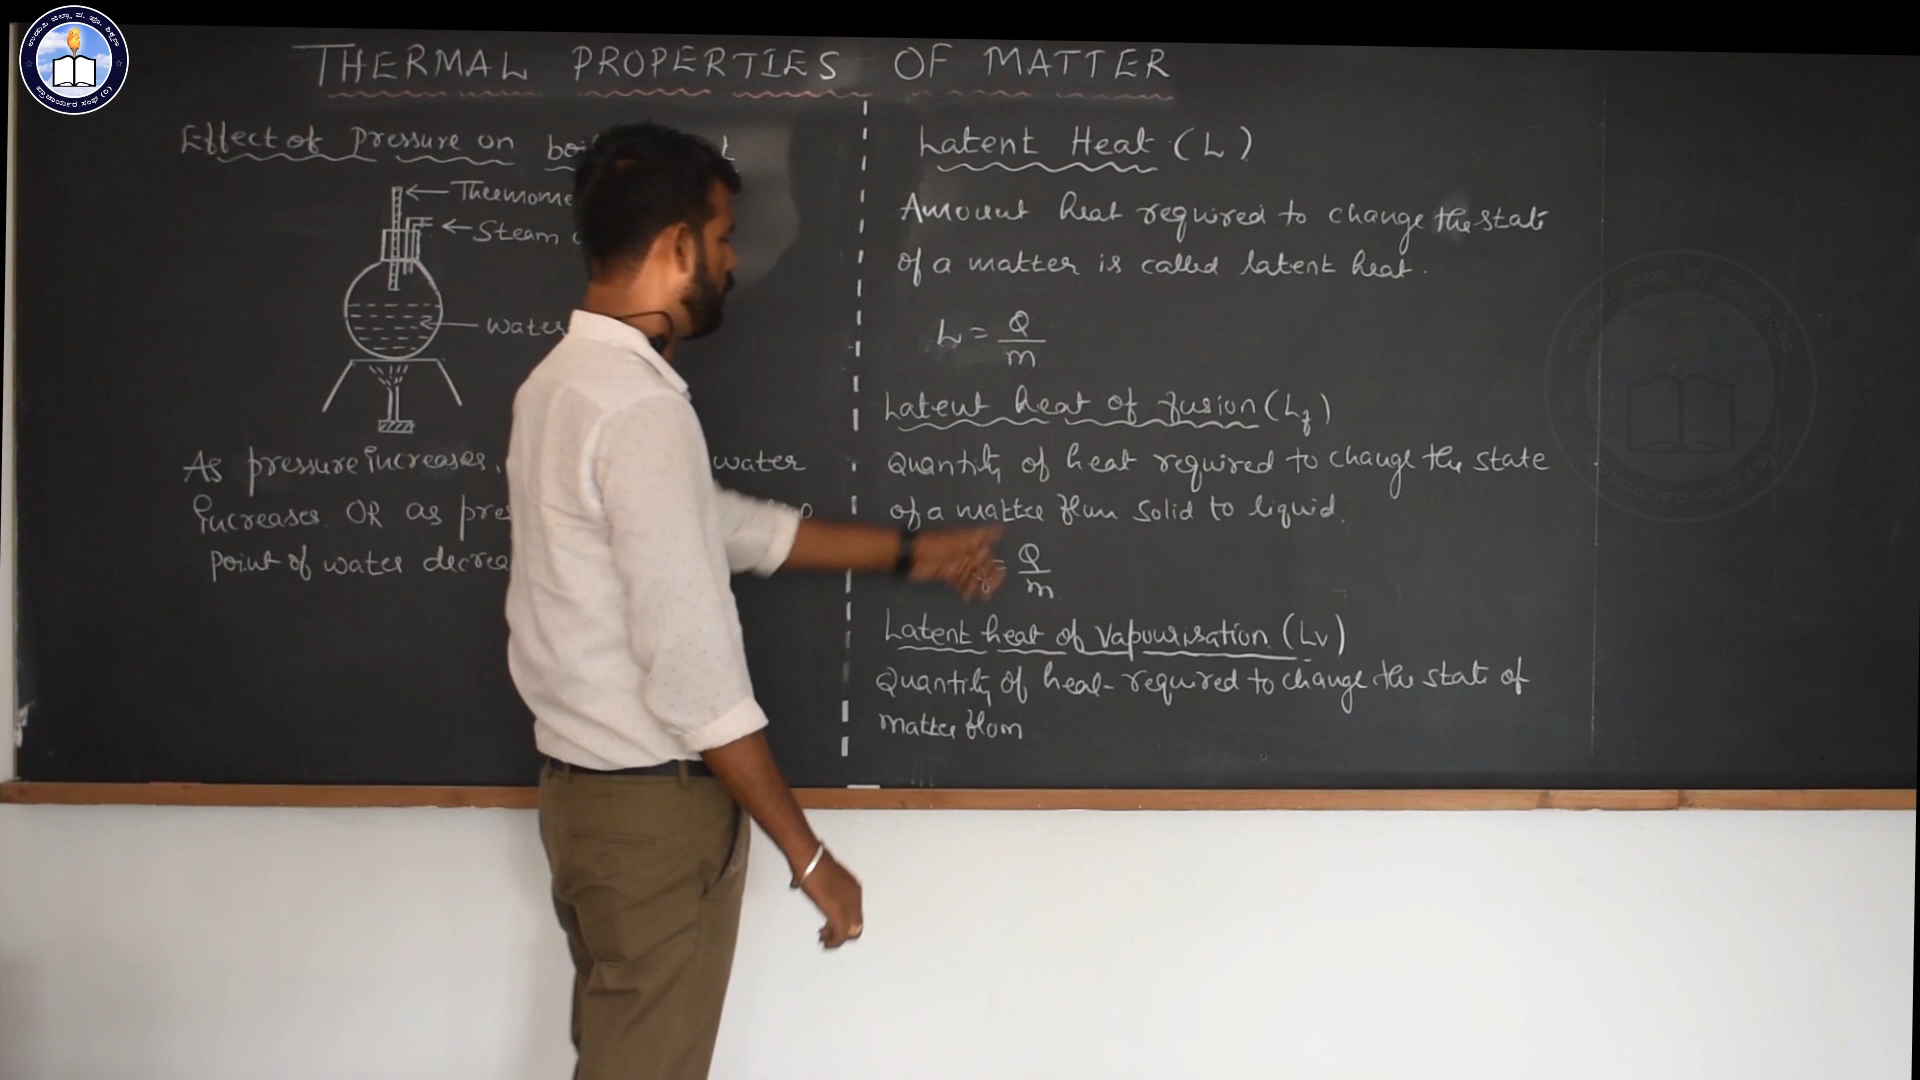 THERMAL PROPERTIES OF MATTER
Effect of Pressure on
Thermome
Steam
Water
As pressure increases, water
increases OR as pres
point of water decrea
Latent Heat (L)
Amount heat required to change the state
of a matter is called latent heat.
L = Q/m
Latent heat of fusion (Lf)
Quantity of heat required to change the state
of a matter from solid to liquid.
= Q/m
Latent heat of vapourisation (Lv)
Quantity of heat required to change the state of
matter from